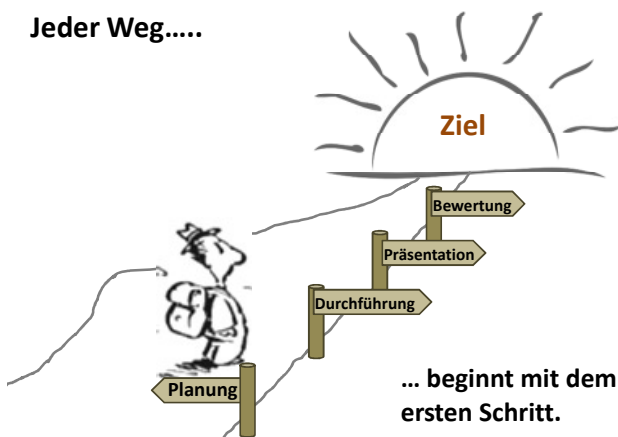 Jeder Weg.....
Ziel
Bewertung
Präsentation
Durchführung
Planung
... beginnt mit dem
ersten Schritt.